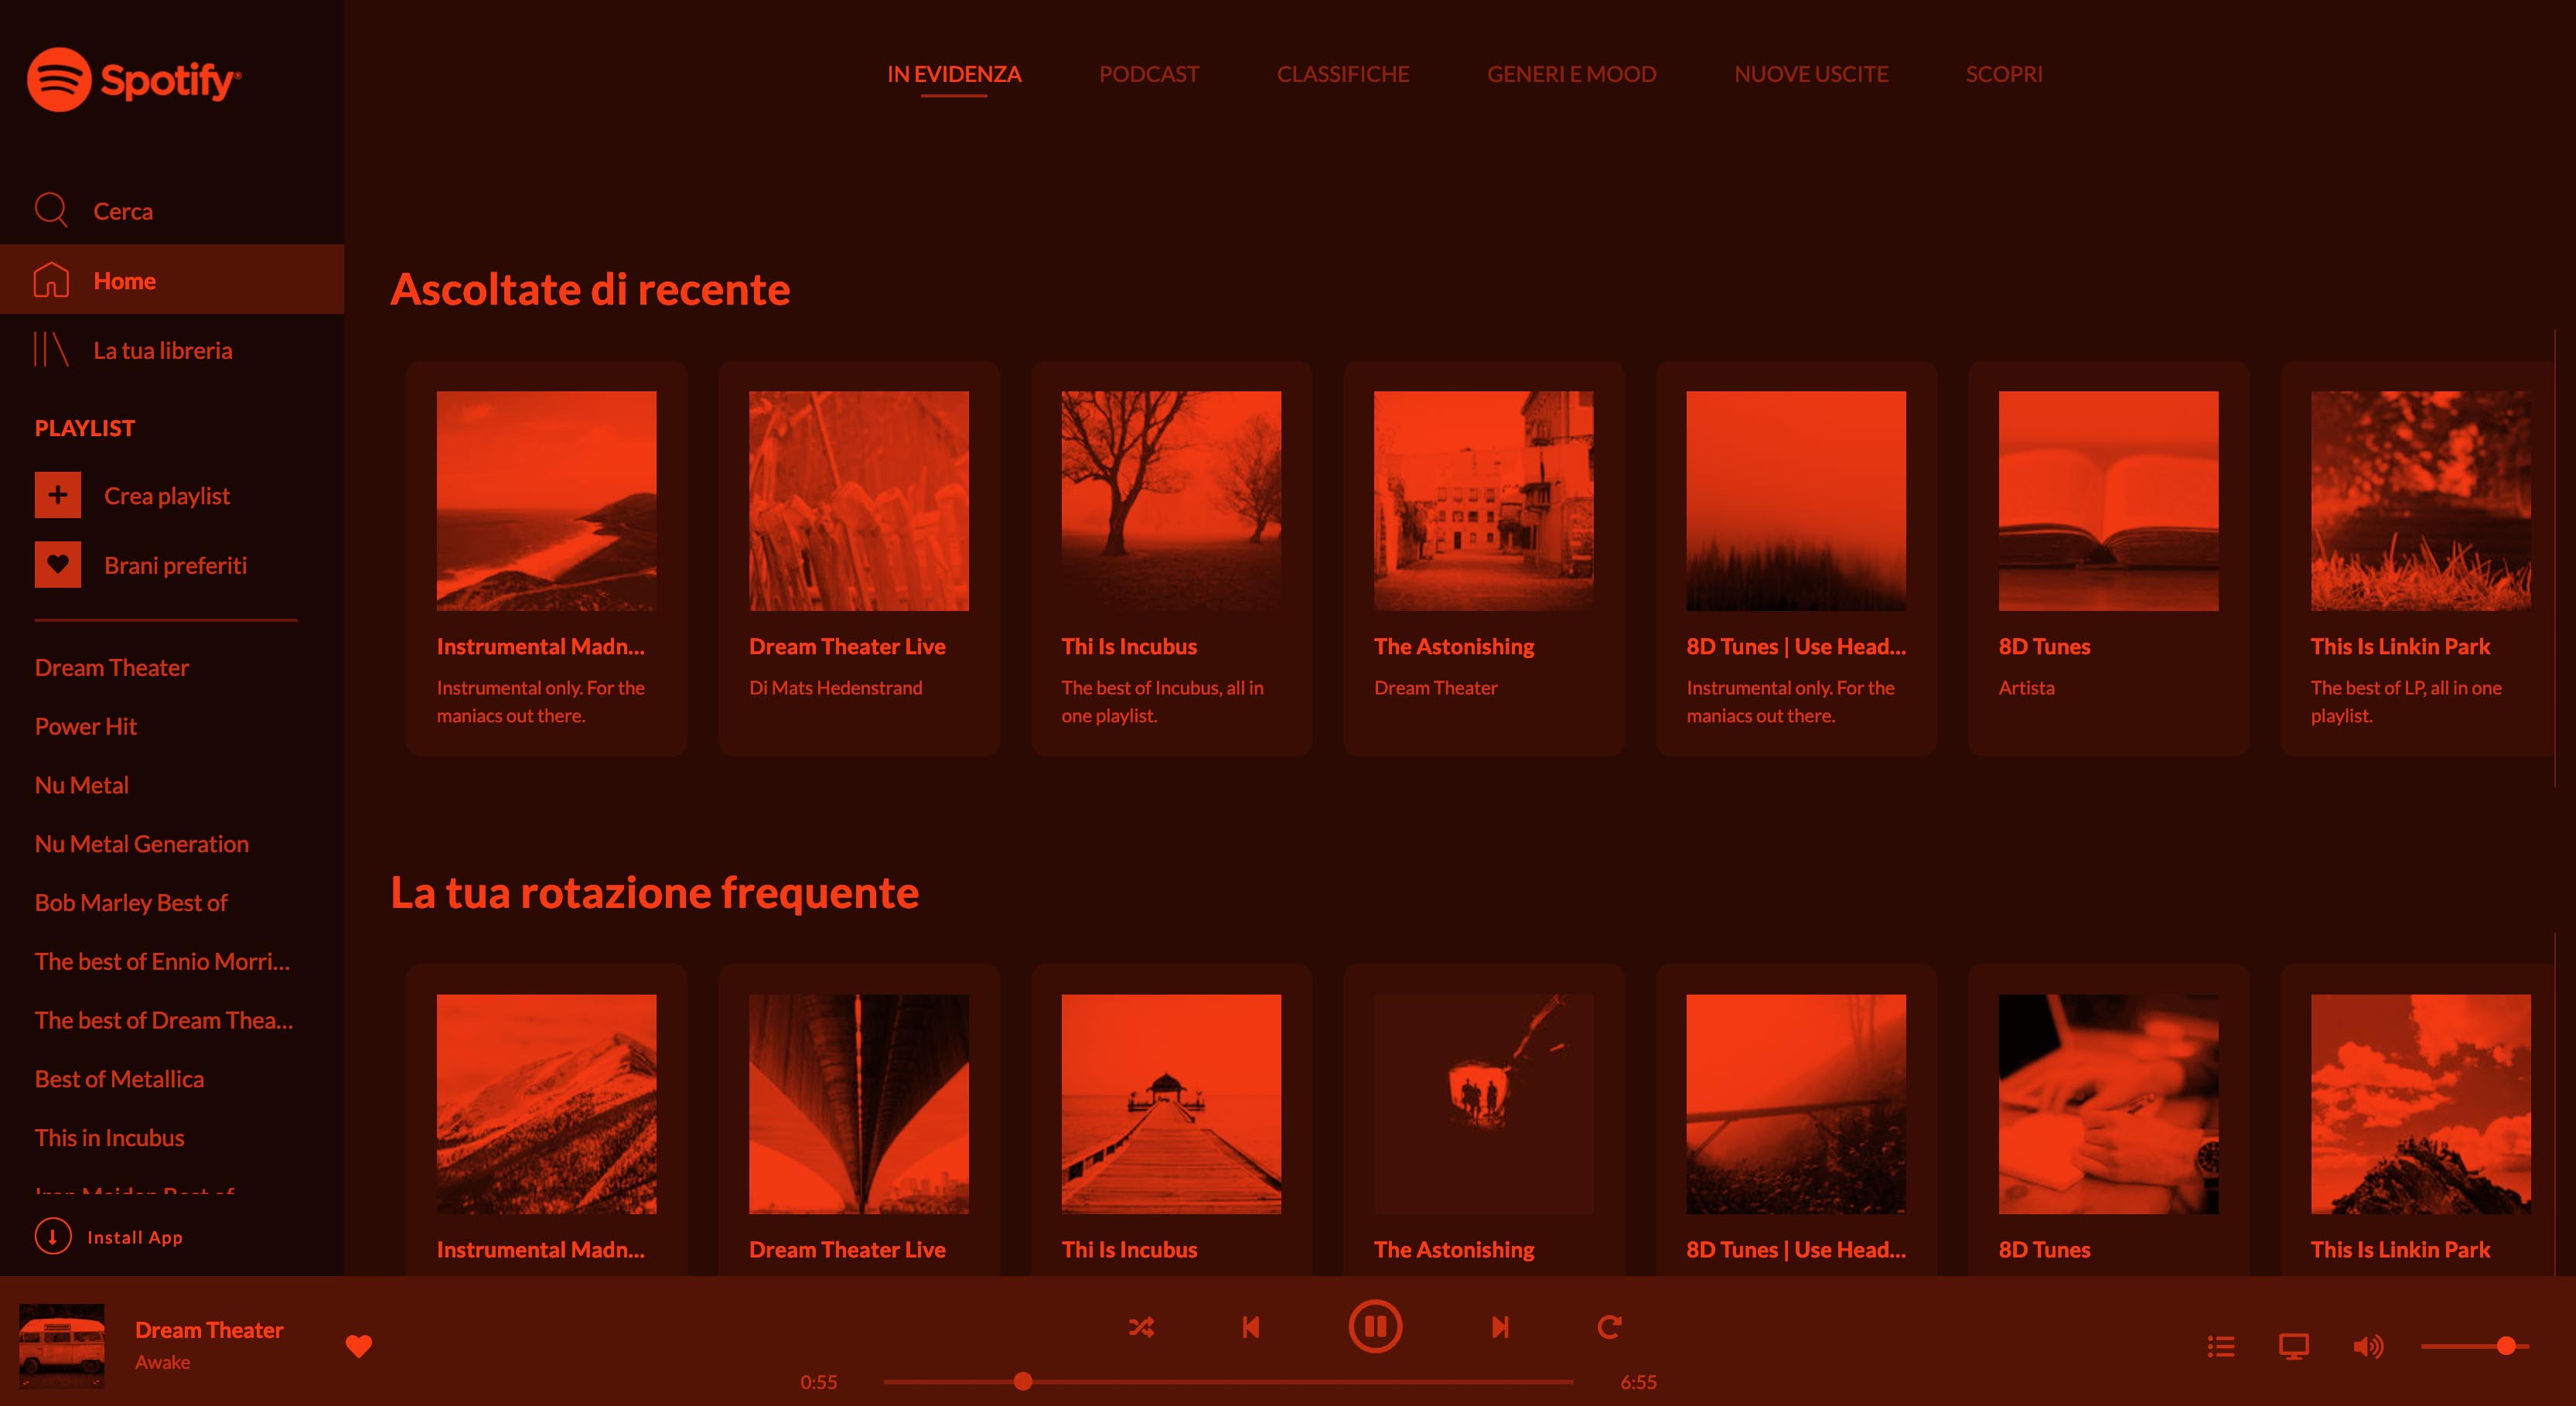 Spotify®
IN EVIDENZA
PODCAST
CLASSIFICHE
GENERI E MOOD
NUOVE USCITE
SCOPRI
Cerca
Home
La tua libreria
PLAYLIST
Crea playlist
Brani preferiti
Dream Theater
Power Hit
Nu Metal
Nu Metal Generation
Bob Marley Best of
The best of Ennio Morri...
The best of Dream Thea...
Best of Metallica
This in Incubus
Iron Maiden Best of
Install App
Ascoltate di recente
Instrumental Madn...
Instrumental only. For the
maniacs out there.
Dream Theater Live
Di Mats Hedenstrand
Thi Is Incubus
The best of Incubus, all in
one playlist.
The Astonishing
Dream Theater
8D Tunes | Use Head...
Instrumental only. For the
maniacs out there.
8D Tunes
Artista
This Is Linkin Park
The best of LP, all in one
playlist.
La tua rotazione frequente
Instrumental Madn...
Dream Theater Live
Thi Is Incubus
The Astonishing
8D Tunes | Use Head...
8D Tunes
This Is Linkin Park
Dream Theater
Awake
0:55
6:55